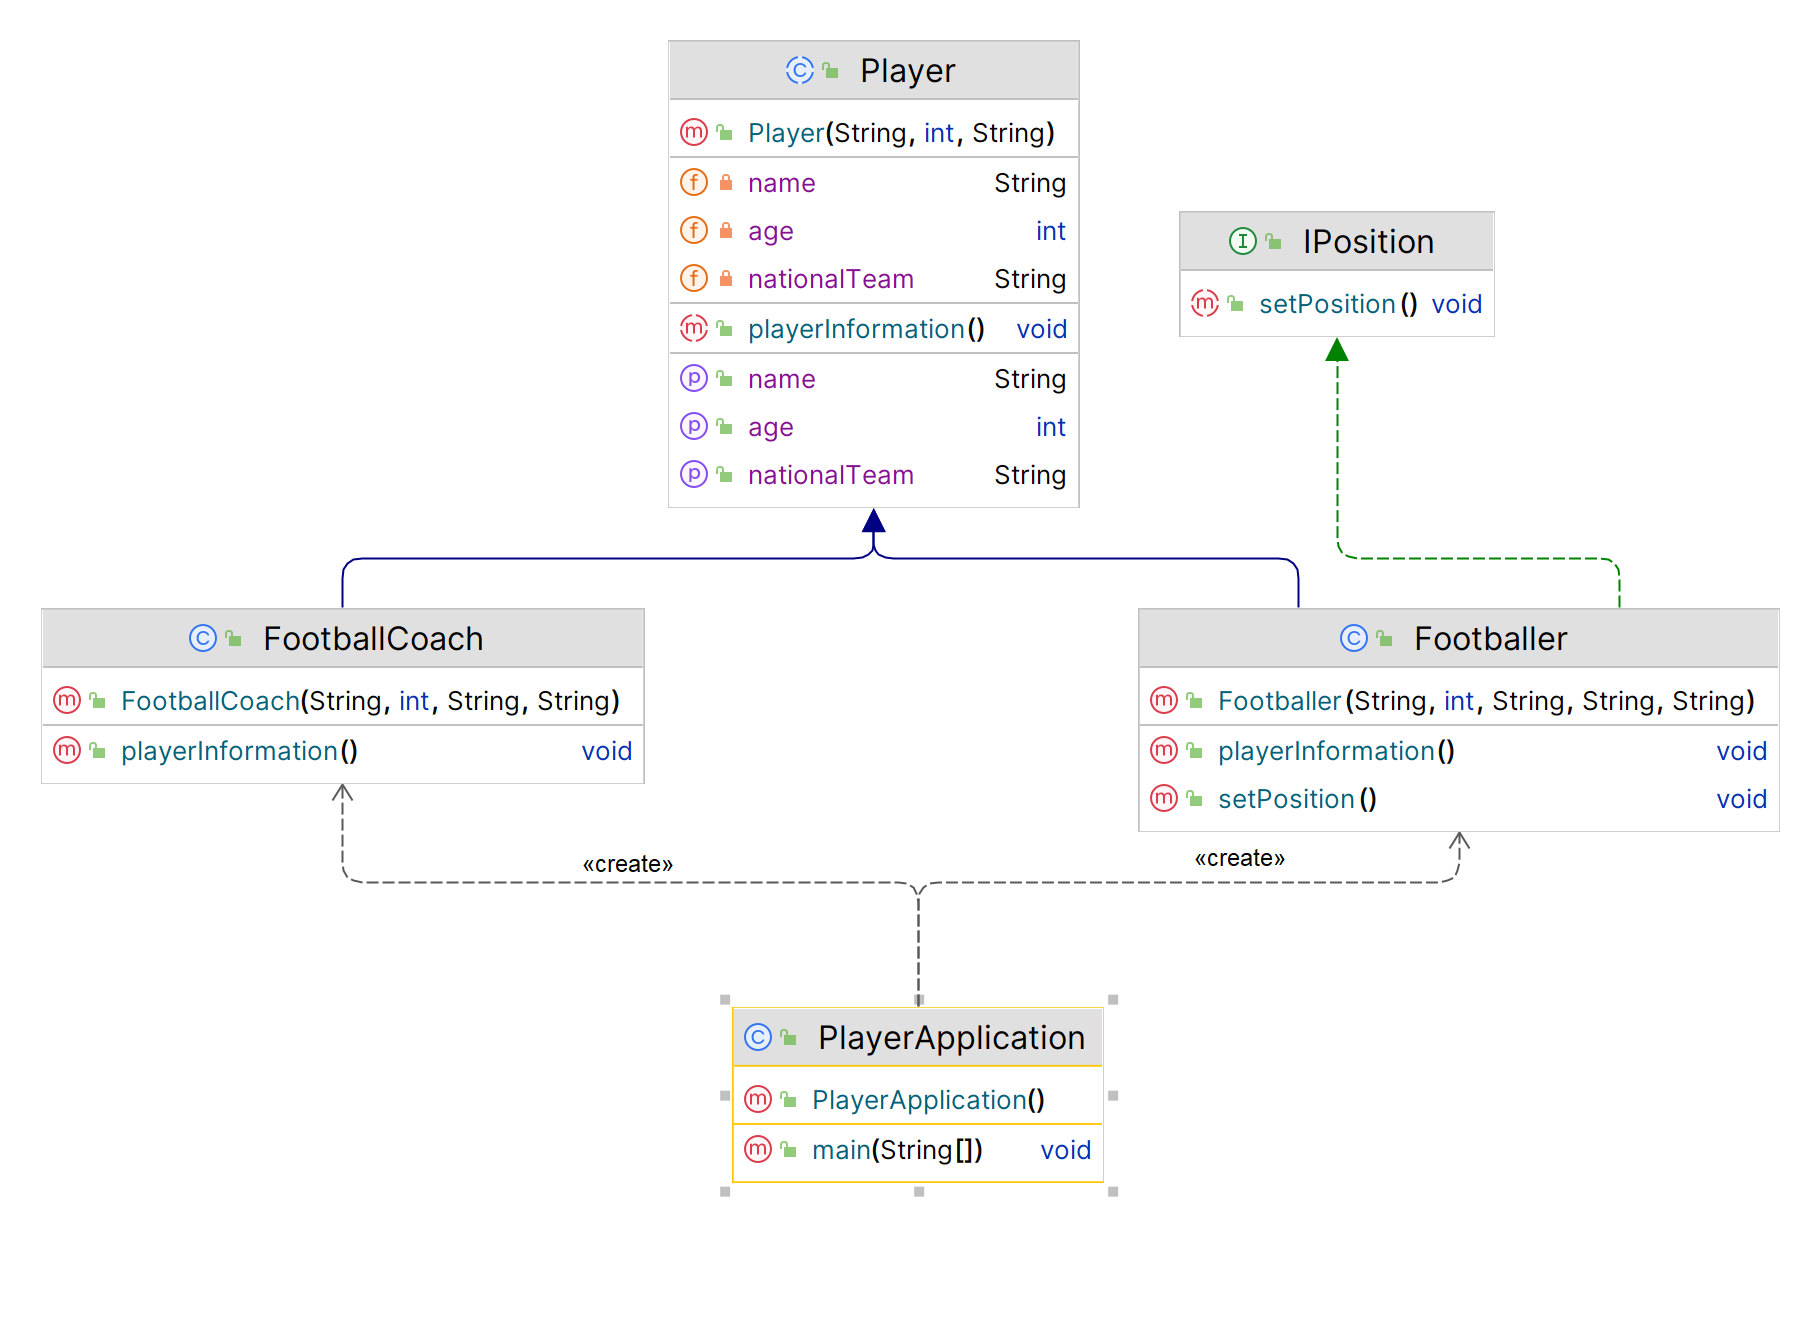 Player
Player(String, int, String)
name String
age int
nationalTeam String
playerInformation() void
name String
age int
nationalTeam String
IPosition
setPosition() void
FootballCoach
FootballCoach(String, int, String, String)
playerInformation() void
Footballer
Footballer(String, int, String, String, String)
playerInformation() void
setPosition() void
«create»
«create»
PlayerApplication
PlayerApplication()
main(String[]) void